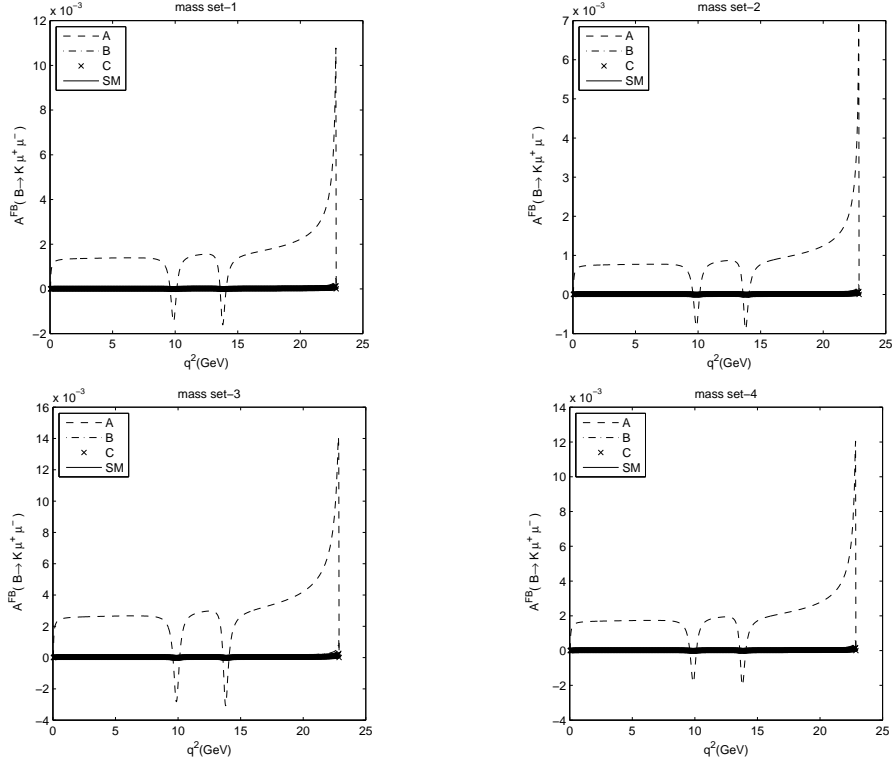 mass set−1
x 10⁻³
12
10
8
6
4
2
0
−2
A^FB( B→ K μ⁺ μ⁻)
A
B
C
SM
0 5 10 15 20 25
q²(GeV)
mass set−2
x 10⁻³
7
6
5
4
3
2
1
0
−1
A^FB( B→ K μ⁺ μ⁻)
A
B
C
SM
0 5 10 15 20 25
q²(GeV)
mass set−3
x 10⁻³
16
14
12
10
8
6
4
2
0
−2
−4
A^FB( B→ K μ⁺ μ⁻)
A
B
C
SM
0 5 10 15 20 25
q²(GeV)
mass set−4
x 10⁻³
14
12
10
8
6
4
2
0
−2
−4
A^FB( B→ K μ⁺ μ⁻)
A
B
C
SM
0 5 10 15 20 25
q²(GeV)